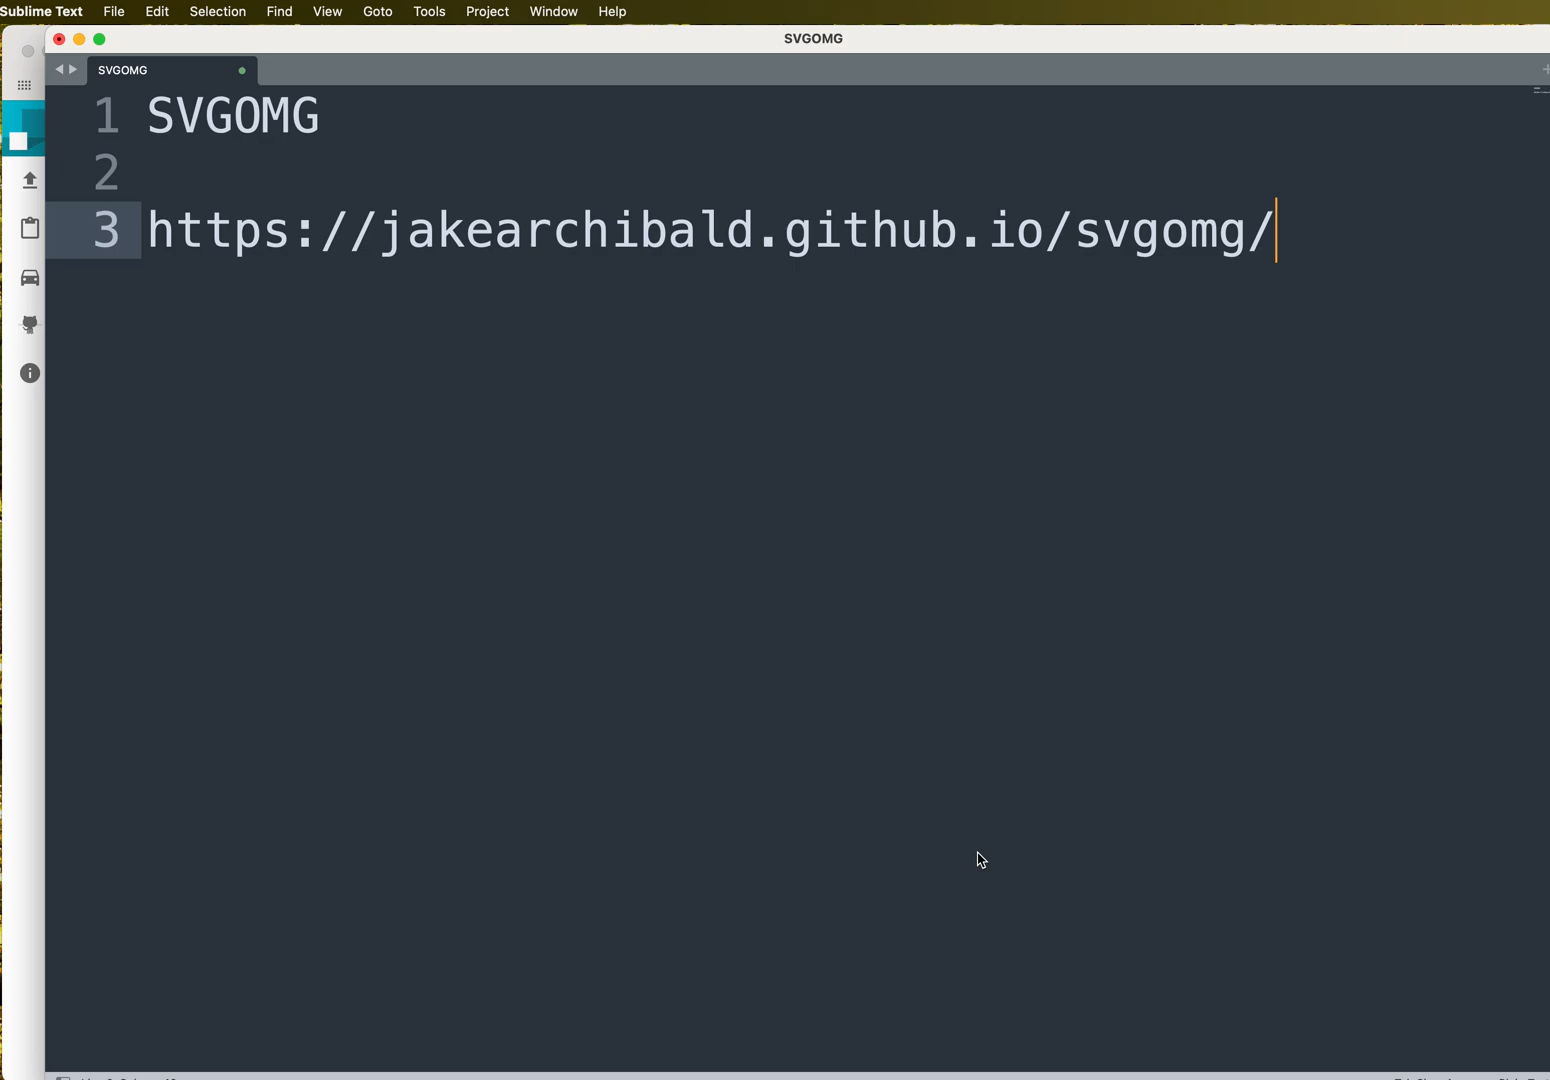 Sublime Text File Edit Selection Find View Goto Tools Project Window Help
SVGOMG
SVGOMG
1 SVGOMG
2
3 https://jakearchibald.github.io/svgomg/